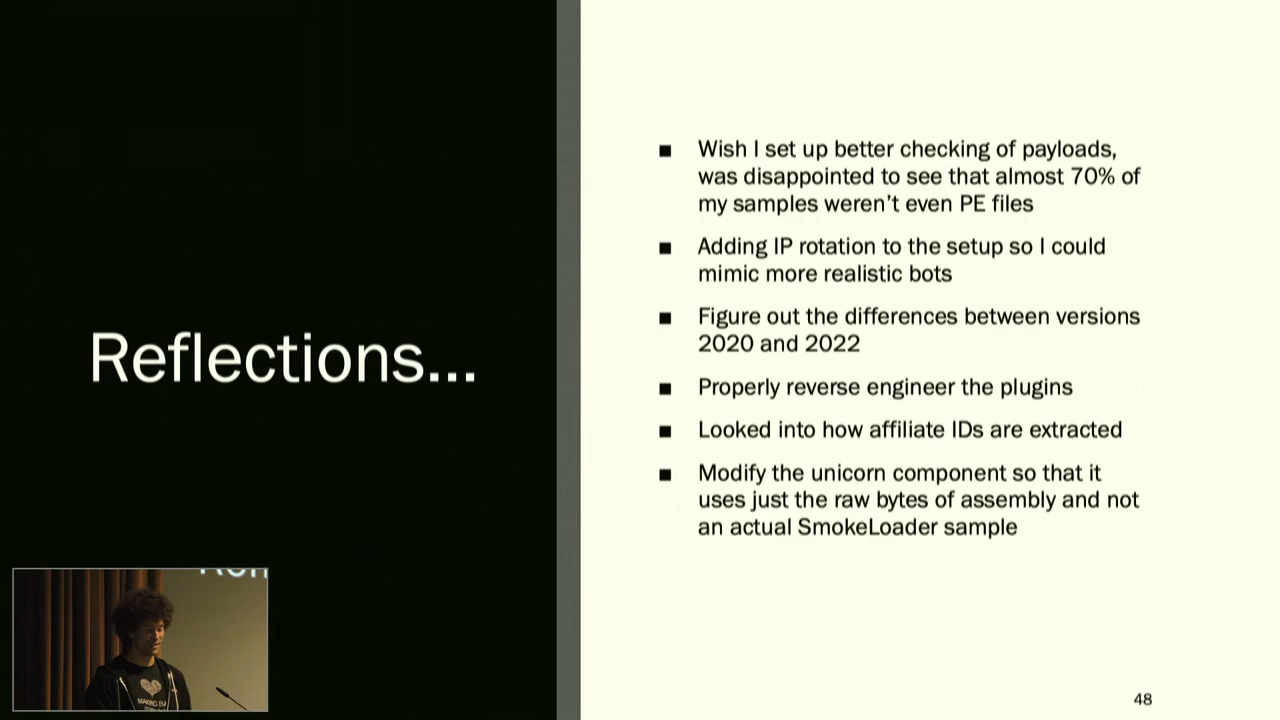 Reflections...
■ Wish I set up better checking of payloads,
was disappointed to see that almost 70% of
my samples weren't even PE files
■ Adding IP rotation to the setup so I could
mimic more realistic bots
■ Figure out the differences between versions
2020 and 2022
■ Properly reverse engineer the plugins
■ Looked into how affiliate IDs are extracted
■ Modify the unicorn component so that it
uses just the raw bytes of assembly and not
an actual SmokeLoader sample
48
MAKING